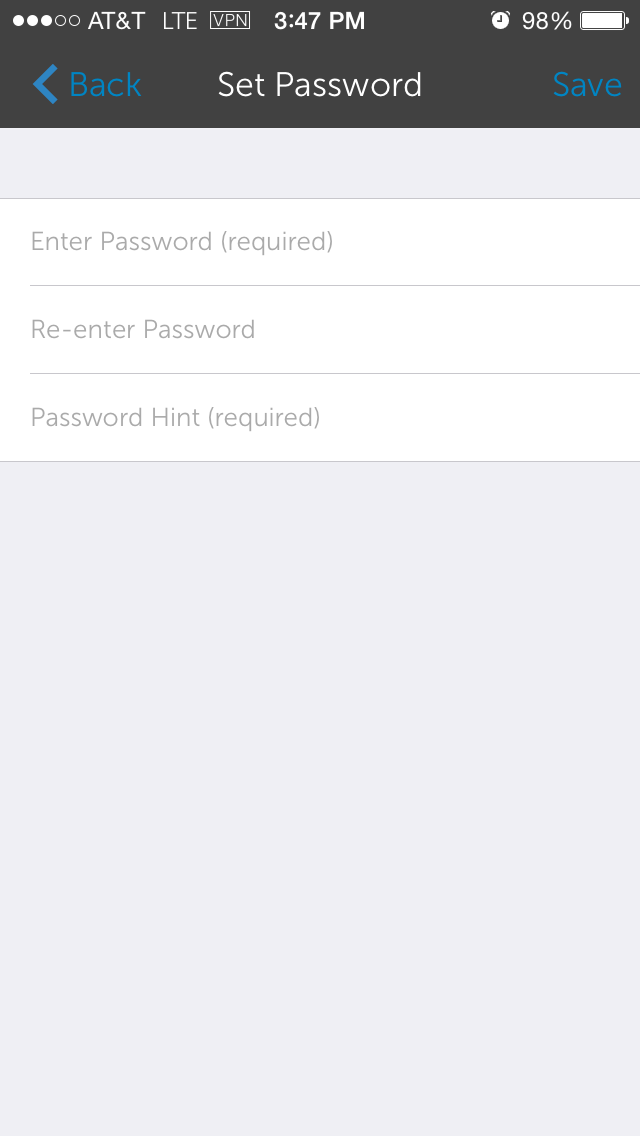 AT&T LTE VPN 3:47 PM 98%
Back Set Password Save
Enter Password (required)
Re-enter Password
Password Hint (required)